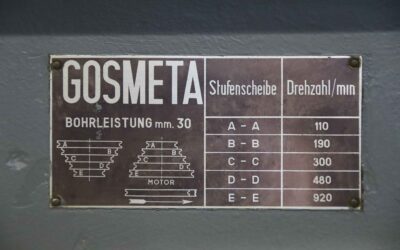 GOSMETA
BOHRLEISTUNG mm. 30
A
B
C
D
E
A
B
C
D
E
MOTOR
Stufenscheibe Drehzahl/min
A - A 110
B - B 190
C - C 300
D - D 480
E - E 920